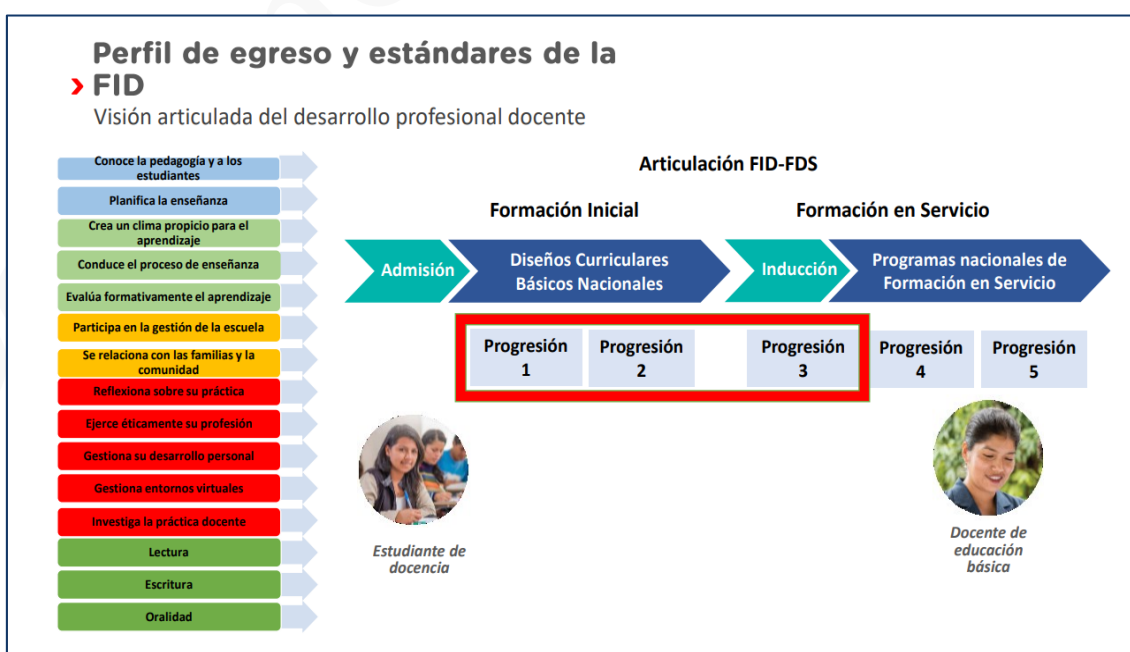 Perfil de egreso y estándares de la
FID
Visión articulada del desarrollo profesional docente
Conoce la pedagogía y a los
estudiantes
Planifica la enseñanza
Crea un clima propicio para el
aprendizaje
Conduce el proceso de enseñanza
Evalúa formativamente el aprendizaje
Participa en la gestión de la escuela
Se relaciona con las familias y la
comunidad
Reflexiona sobre su práctica
Ejerce éticamente su profesión
Gestiona su desarrollo personal
Gestiona entornos virtuales
Investiga la práctica docente
Lectura
Escritura
Oralidad
Articulación FID-FDS
Formación Inicial
Formación en Servicio
Admisión
Diseños Curriculares
Básicos Nacionales
Inducción
Programas nacionales de
Formación en Servicio
Progresión
1
Progresión
2
Progresión
3
Progresión
4
Progresión
5
Estudiante de
docencia
Docente de
educación
básica